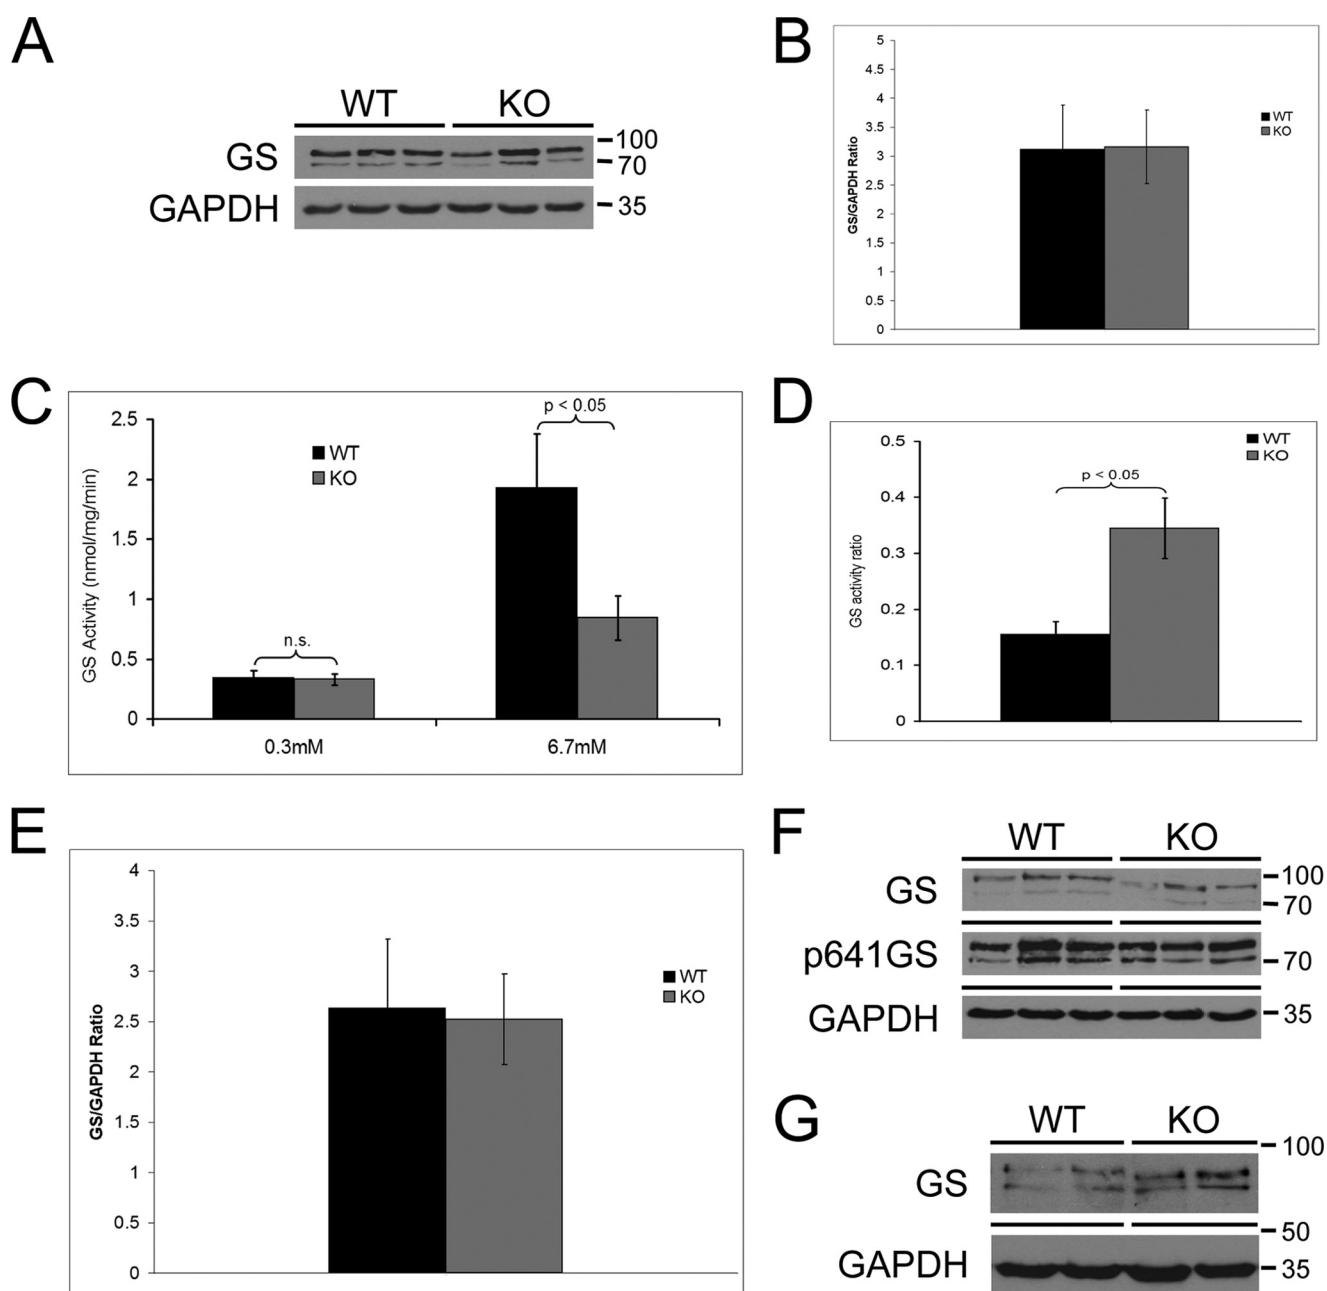 A
WT KO
GS
100
70
GAPDH
35
B
5
4.5
4
3.5
3
2.5
2
1.5
1
0.5
0
GS/GAPDH Ratio
WT
KO
C
2.5
2
1.5
1
0.5
0
GS Activity (nmol/mg/min)
WT
KO
n.s.
p < 0.05
0.3mM 6.7mM
D
0.5
0.4
0.3
0.2
0.1
0
GS activity ratio
p < 0.05
WT
KO
E
4
3.5
3
2.5
2
1.5
1
0.5
0
GS/GAPDH Ratio
WT
KO
F
WT KO
GS
100
70
p641GS
70
GAPDH
35
G
WT KO
100
GS
50
GAPDH
35